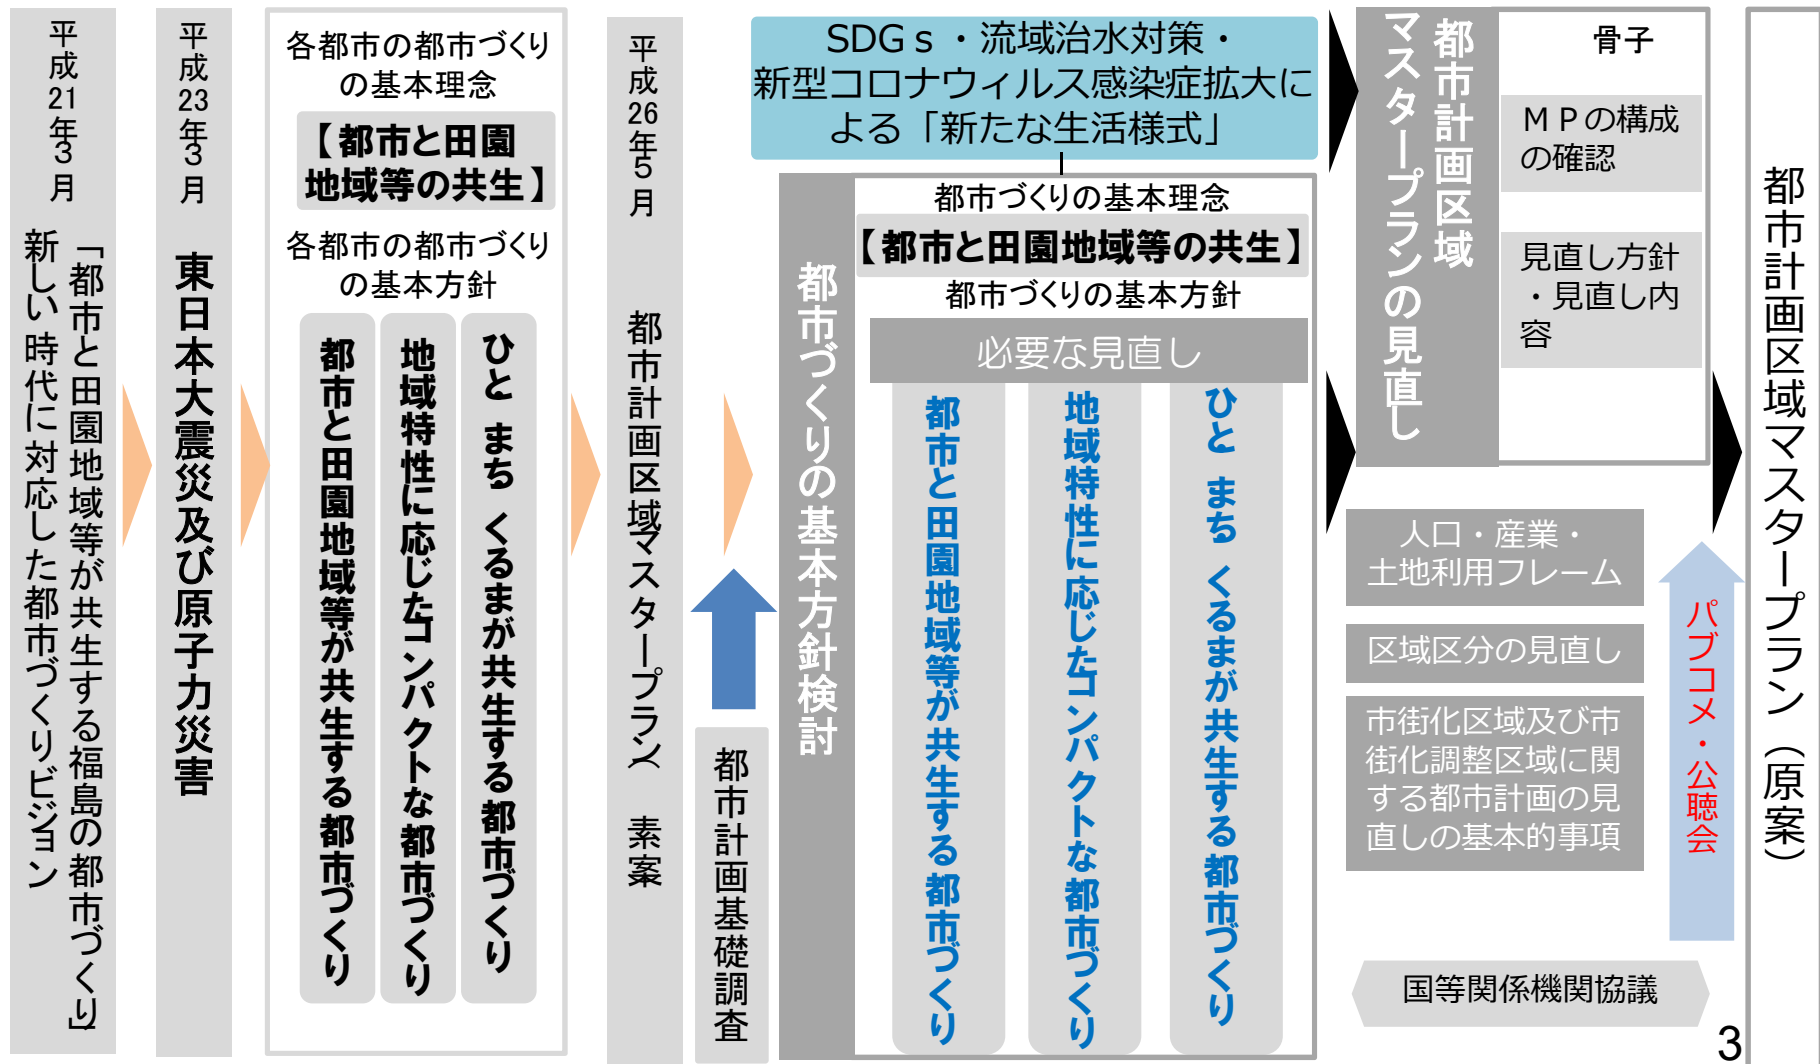 平成21年3月
「都市と田園地域等が共生する福島の都市づくり」
新しい時代に対応した都市づくりビジョン
平成23年3月
東日本大震災及び原子力災害
各都市の都市づくり
の基本理念
【都市と田園
地域等の共生】
各都市の都市づくり
の基本方針
都市と田園地域等が共生する都市づくり
地域特性に応じたコンパクトな都市づくり
ひと まち くるまが共生する都市づくり
平成26年5月
都市計画区域マスタープラン( 素案
都市計画基礎調査
SDGｓ・流域治水対策・
新型コロナウィルス感染症拡大に
よる「新たな生活様式」
都市づくりの基本方針検討
都市づくりの基本理念
【都市と田園地域等の共生】
都市づくりの基本方針
必要な見直し
都市と田園地域等が共生する都市づくり
地域特性に応じたコンパクトな都市づくり
ひと まち くるまが共生する都市づくり
都市計画区域
マスタープランの見直し
骨子
ＭＰの構成
の確認
見直し方針
・見直し内
容
人口・産業・
土地利用フレーム
区域区分の見直し
市街化区域及び市
街化調整区域に関
する都市計画の見
直しの基本的事項
パブコメ・公聴会
国等関係機関協議
都市計画区域マスタープラン（原案）
3